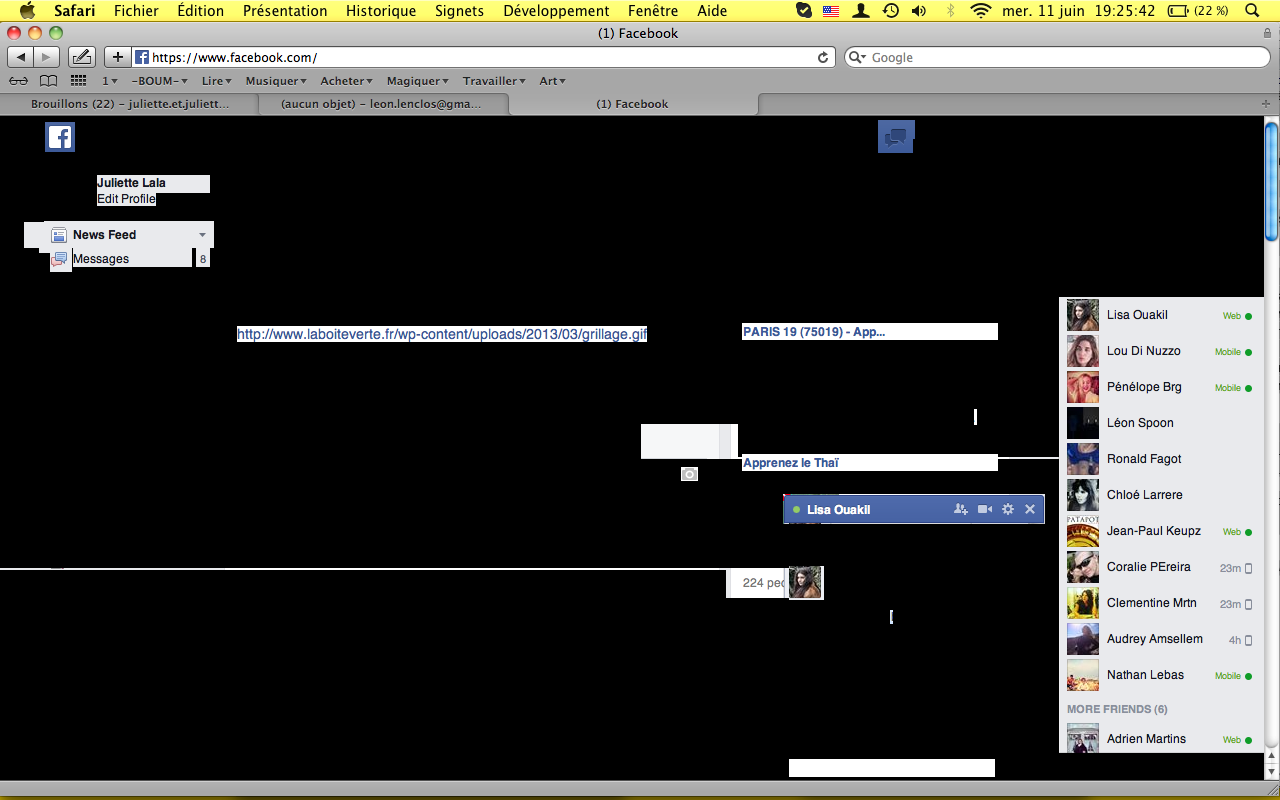 Safari Fichier Édition Présentation Historique Signets Développement Fenêtre Aide mer. 11 juin 19:25:42 (22 %)
(1) Facebook
https://www.facebook.com/ Google
1 -BOUM- Lire Musiquer Acheter Magiquer Travailler Art
Brouillons (22) – juliette.et.juliett... (aucun objet) – leon.lenclos@gma... (1) Facebook
Juliette Lala
Edit Profile
News Feed
Messages 8
http://www.laboiteverte.fr/wp-content/uploads/2013/03/grillage.gif
PARIS 19 (75019) - App...
Apprenez le Thaï
Lisa Ouakil
224 peo
Lisa Ouakil Web
Lou Di Nuzzo Mobile
Pénélope Brg Mobile
Léon Spoon
Ronald Fagot
Chloé Larrere
PATAPOT
Jean-Paul Keupz Web
Coralie PEreira 23m
Clementine Mrtn 23m
Audrey Amsellem 4h
Nathan Lebas Mobile
MORE FRIENDS (6)
Adrien Martins Web